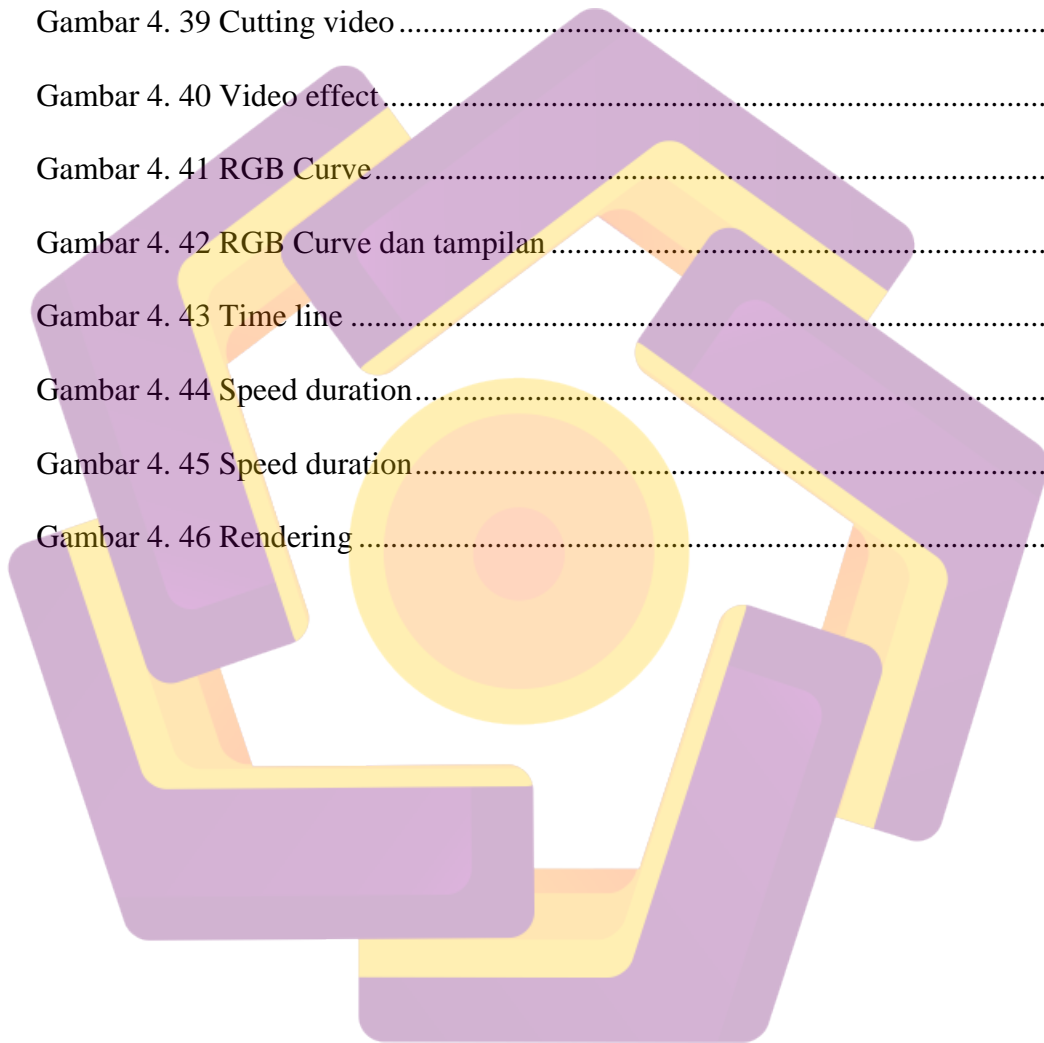 Gambar 4. 39 Cutting video ................................................................................
Gambar 4. 40 Video effect ..................................................................................
Gambar 4. 41 RGB Curve ...................................................................................
Gambar 4. 42 RGB Curve dan tampilan .............................................................
Gambar 4. 43 Time line ......................................................................................
Gambar 4. 44 Speed duration ..............................................................................
Gambar 4. 45 Speed duration ..............................................................................
Gambar 4. 46 Rendering .....................................................................................